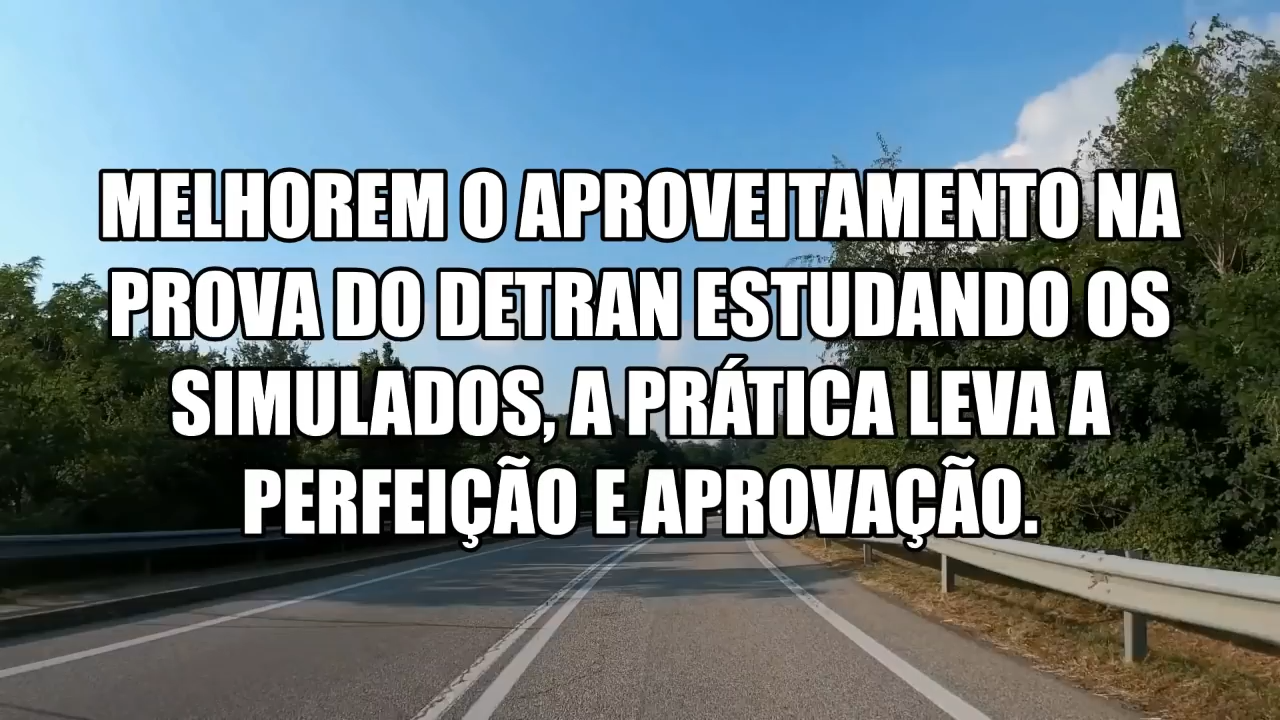 MELHOREM O APROVEITAMENTO NA
PROVA DO DETRAN ESTUDANDO OS
SIMULADOS, A PRÁTICA LEVA A
PERFEIÇÃO E APROVAÇÃO.